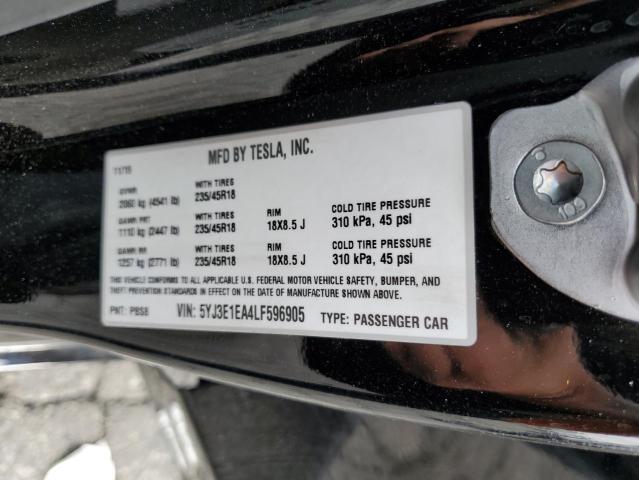 MFD BY TESLA, INC.
11/19
GVWR WITH TIRES
2060 kg (4541 lb) 235/45R18
GAWR FRT WITH TIRES RIM COLD TIRE PRESSURE
1110 kg (2447 lb) 235/45R18 18X8.5 J 310 kPa, 45 psi
GAWR RR WITH TIRES RIM COLD TIRE PRESSURE
1257 kg (2771 lb) 235/45R18 18X8.5 J 310 kPa, 45 psi
THIS VEHICLE CONFORMS TO ALL APPLICABLE U.S. FEDERAL MOTOR VEHICLE SAFETY, BUMPER, AND
THEFT PREVENTION STANDARDS IN EFFECT ON THE DATE OF MANUFACTURE SHOWN ABOVE.
PNT: PBSB VIN: 5YJ3E1EA4LF596905 TYPE: PASSENGER CAR
109